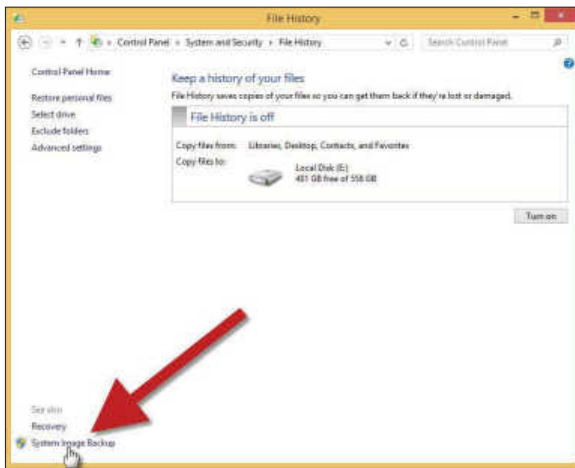 File History
Control Panel System and Security File History
Search Control Panel
Control Panel Home
Restore personal files
Select drive
Exclude folders
Advanced settings
Keep a history of your files
File History saves copies of your files so you can get them back if they're lost or damaged.
File History is off
Copy files from: Libraries, Desktop, Contacts, and Favorites
Copy files to:
Local Disk (E:)
481 GB free of 558 GB
Turn on
See also
Recovery
System Image Backup